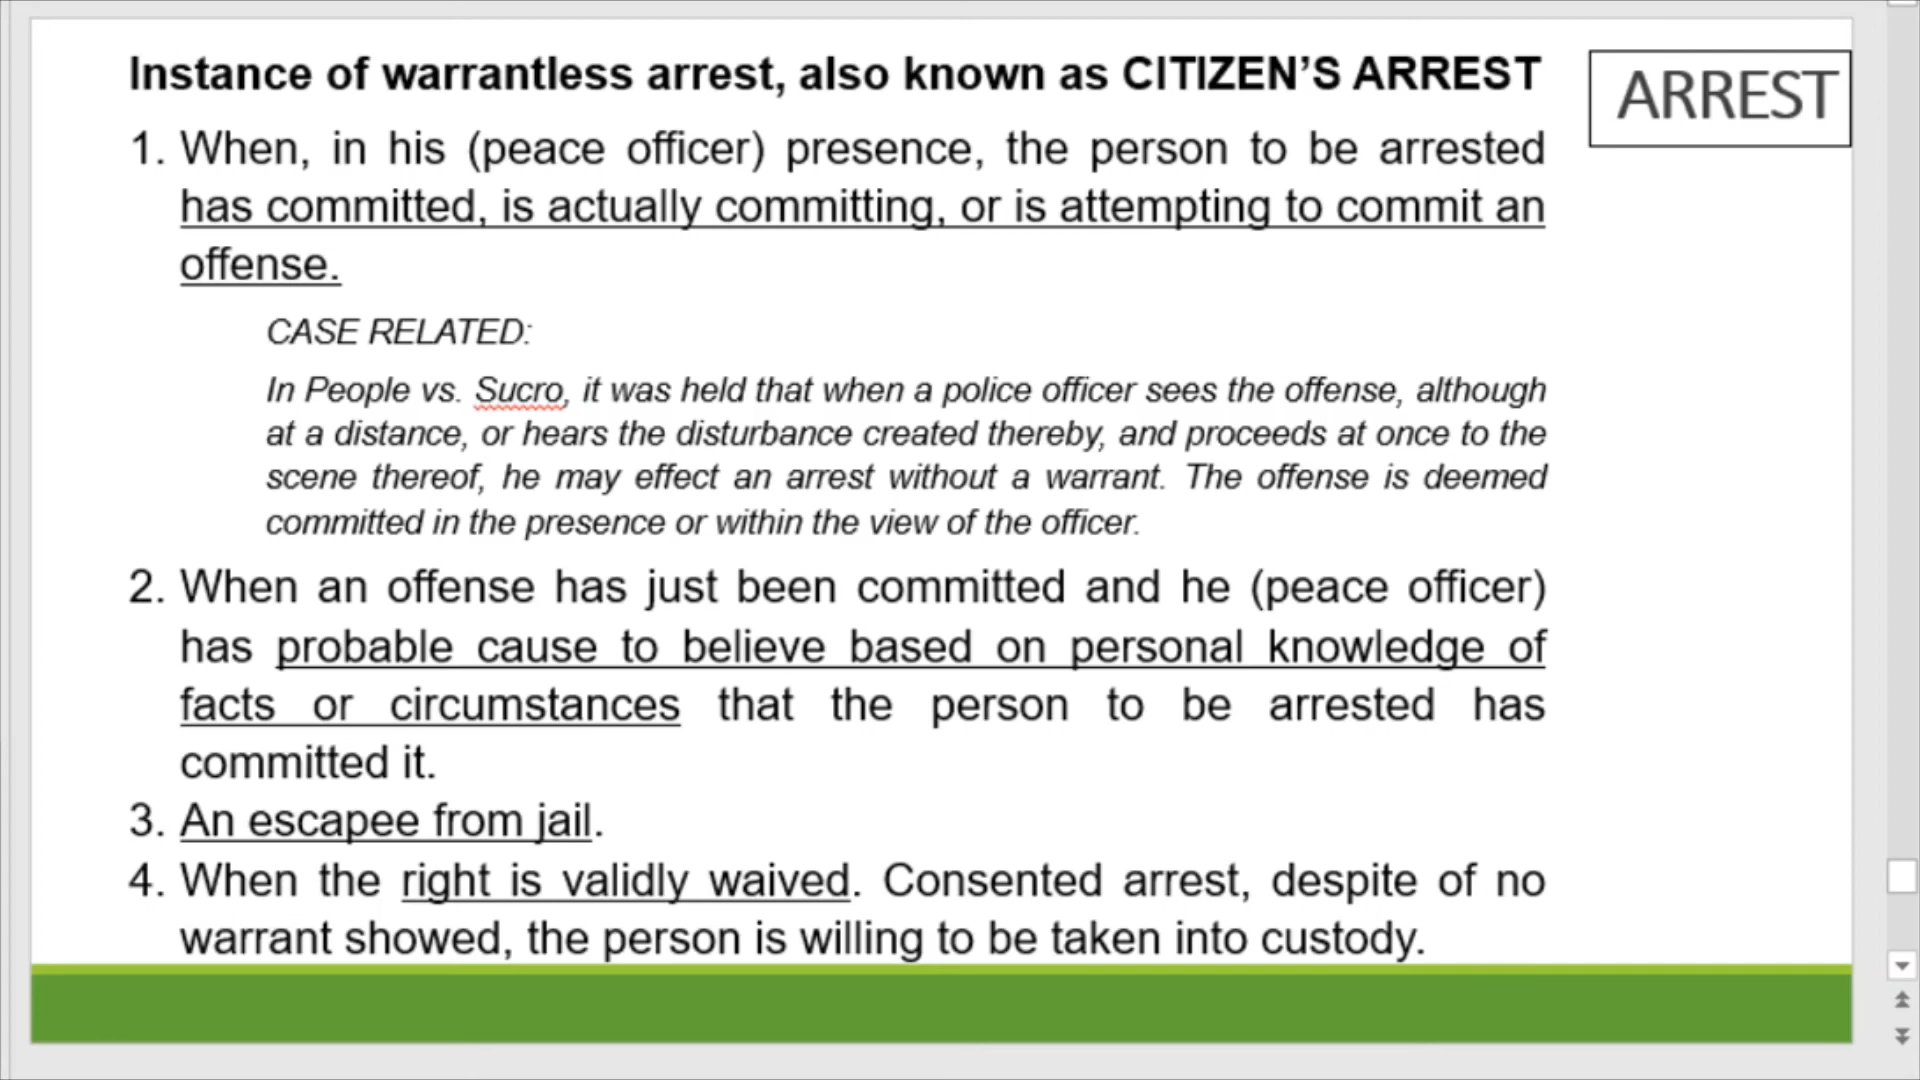 Instance of warrantless arrest, also known as CITIZEN’S ARREST
ARREST
1. When, in his (peace officer) presence, the person to be arrested
has committed, is actually committing, or is attempting to commit an
offense.
CASE RELATED:
In People vs. Sucro, it was held that when a police officer sees the offense, although
at a distance, or hears the disturbance created thereby, and proceeds at once to the
scene thereof, he may effect an arrest without a warrant. The offense is deemed
committed in the presence or within the view of the officer.
2. When an offense has just been committed and he (peace officer)
has probable cause to believe based on personal knowledge of
facts or circumstances that the person to be arrested has
committed it.
3. An escapee from jail.
4. When the right is validly waived. Consented arrest, despite of no
warrant showed, the person is willing to be taken into custody.